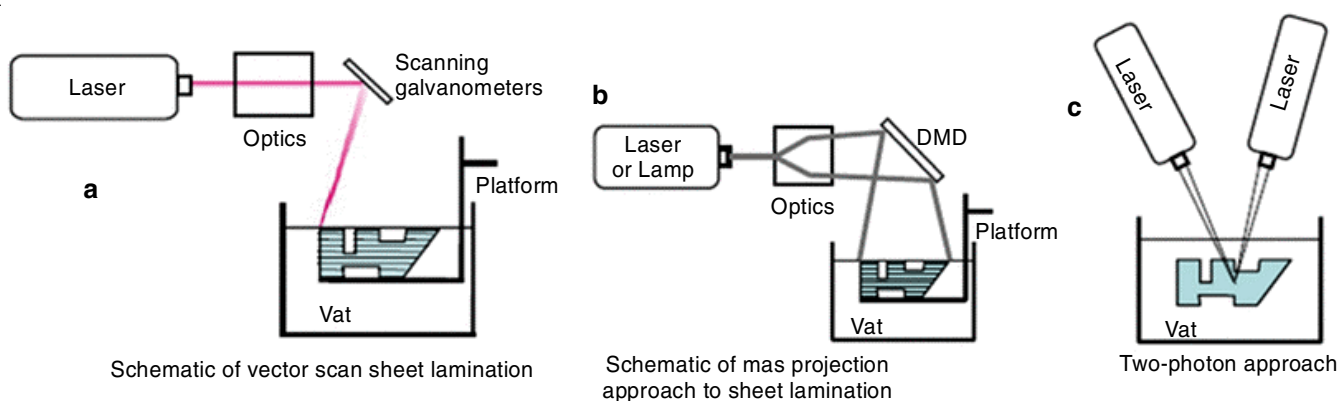 a
Laser
Optics
Scanning
galvanometers
Platform
Vat
Schematic of vector scan sheet lamination
b
Laser
or Lamp
Optics
DMD
Platform
Vat
Schematic of mas projection
approach to sheet lamination
c
Laser
Laser
Vat
Two-photon approach